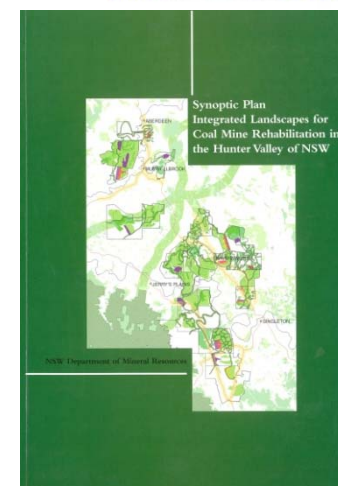 Synoptic Plan
Integrated Landscapes for
Coal Mine Rehabilitation in
the Hunter Valley of NSW
ABERDEEN
MUSWELLBROOK
JERRY'S PLAINS
SINGLETON
NSW Department of Mineral Resources